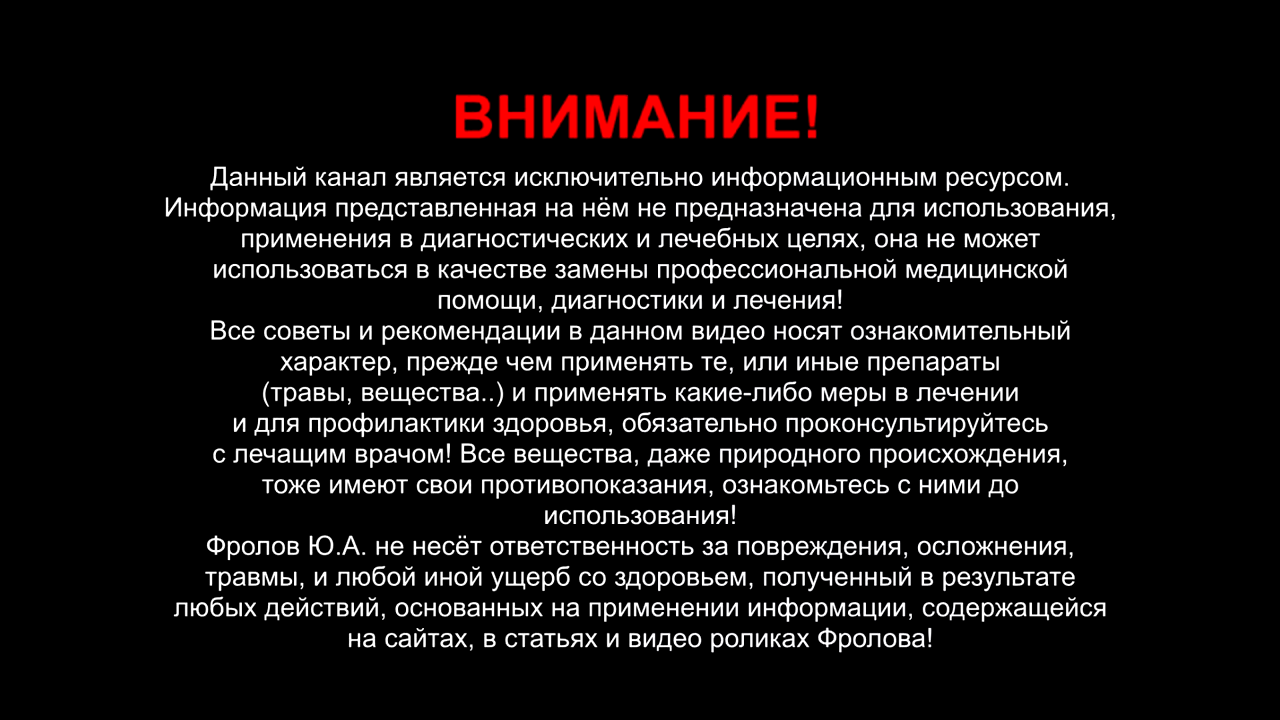 ВНИМАНИЕ!
Данный канал является исключительно информационным ресурсом.
Информация представленная на нём не предназначена для использования,
применения в диагностических и лечебных целях, она не может
использоваться в качестве замены профессиональной медицинской
помощи, диагностики и лечения!
Все советы и рекомендации в данном видео носят ознакомительный
характер, прежде чем применять те, или иные препараты
(травы, вещества..) и применять какие-либо меры в лечении
и для профилактики здоровья, обязательно проконсультируйтесь
с лечащим врачом! Все вещества, даже природного происхождения,
тоже имеют свои противопоказания, ознакомьтесь с ними до
использования!
Фролов Ю.А. не несёт ответственность за повреждения, осложнения,
травмы, и любой иной ущерб со здоровьем, полученный в результате
любых действий, основанных на применении информации, содержащейся
на сайтах, в статьях и видео роликах Фролова!